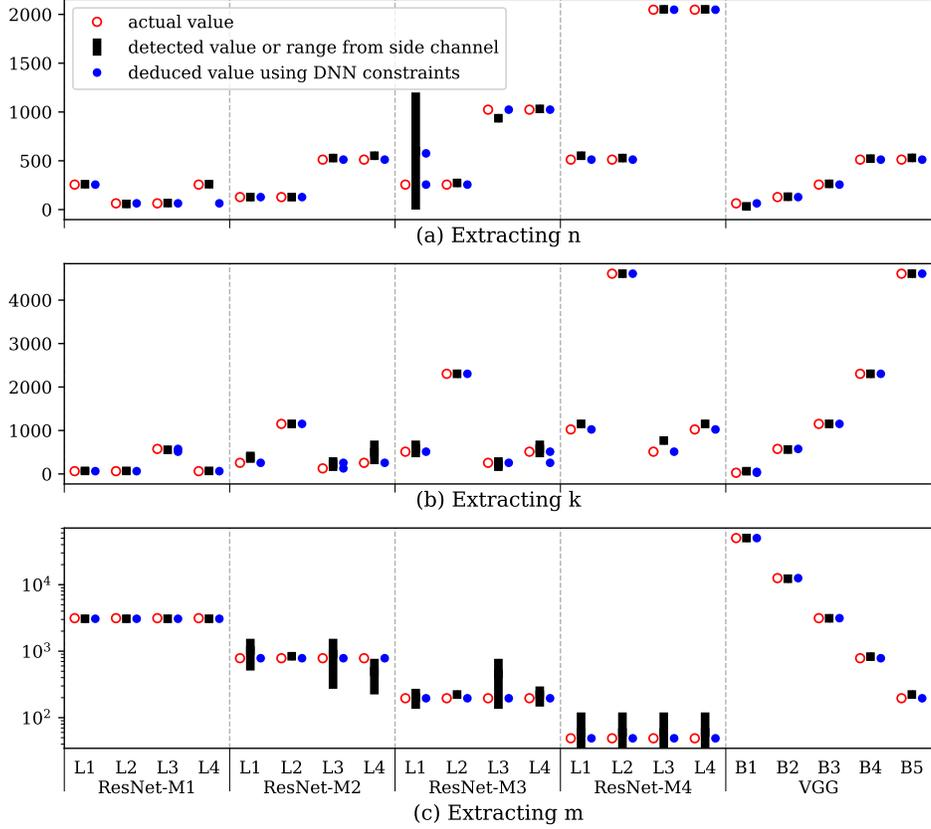 2000
1500
1000
500
0
actual value
detected value or range from side channel
deduced value using DNN constraints
(a) Extracting n
4000
3000
2000
1000
0
(b) Extracting k
10^4
10^3
10^2
L1 L2 L3 L4 L1 L2 L3 L4 L1 L2 L3 L4 L1 L2 L3 L4 B1 B2 B3 B4 B5
ResNet-M1 ResNet-M2 ResNet-M3 ResNet-M4 VGG
(c) Extracting m